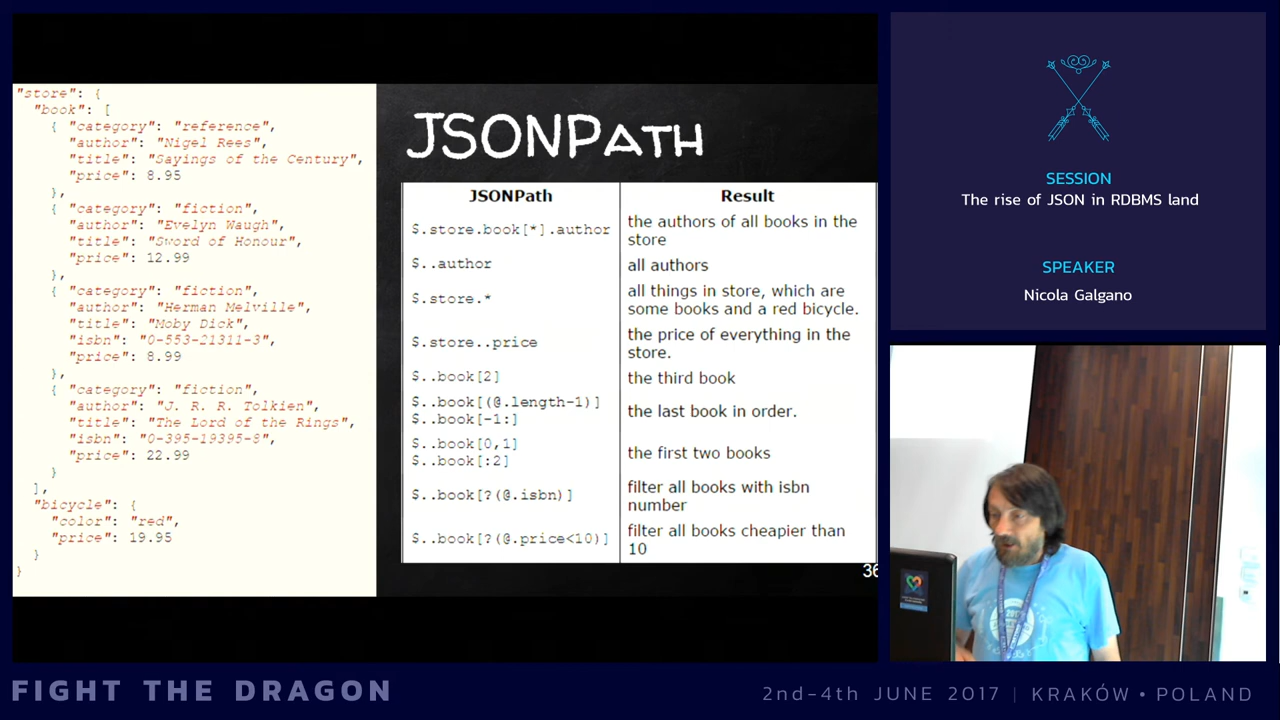 "store": {
"book": [
{ "category": "reference",
"author": "Nigel Rees",
"title": "Sayings of the Century",
"price": 8.95
},
{ "category": "fiction",
"author": "Evelyn Waugh",
"title": "Sword of Honour",
"price": 12.99
},
{ "category": "fiction",
"author": "Herman Melville",
"title": "Moby Dick",
"isbn": "0-553-21311-3",
"price": 8.99
},
{ "category": "fiction",
"author": "J. R. R. Tolkien",
"title": "The Lord of the Rings",
"isbn": "0-395-19395-8",
"price": 22.99
}
],
"bicycle": {
"color": "red",
"price": 19.95
}
}
JSONPath
JSONPath Result
$.store.book[*].author the authors of all books in the
store
$..author all authors
$.store.* all things in store, which are
some books and a red bicycle.
$.store..price the price of everything in the
store.
$..book[2] the third book
$..book[(@.length-1)]
$..book[-1:] the last book in order.
$..book[0,1]
$..book[:2] the first two books
$..book[?(@.isbn)] filter all books with isbn
number
$..book[?(@.price<10)] filter all books cheapier than
10
36
SESSION
The rise of JSON in RDBMS land
SPEAKER
Nicola Galgano
FIGHT THE DRAGON
2nd-4th JUNE 2017 | KRAKÓW • POLAND